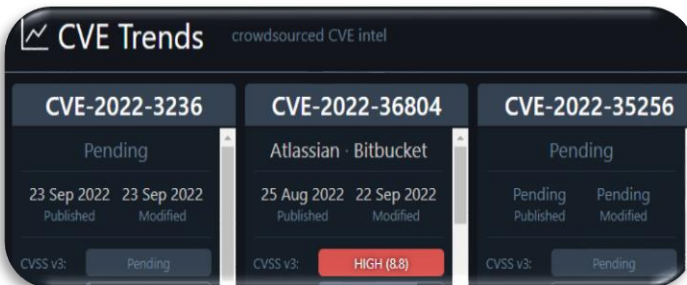 CVE Trends crowdsourced CVE intel
CVE-2022-3236
Pending
23 Sep 2022 23 Sep 2022
Published Modified
CVSS v3: Pending
CVE-2022-36804
Atlassian · Bitbucket
25 Aug 2022 22 Sep 2022
Published Modified
CVSS v3: HIGH (8.8)
CVE-2022-35256
Pending
Pending Pending
Published Modified
CVSS v3: Pending